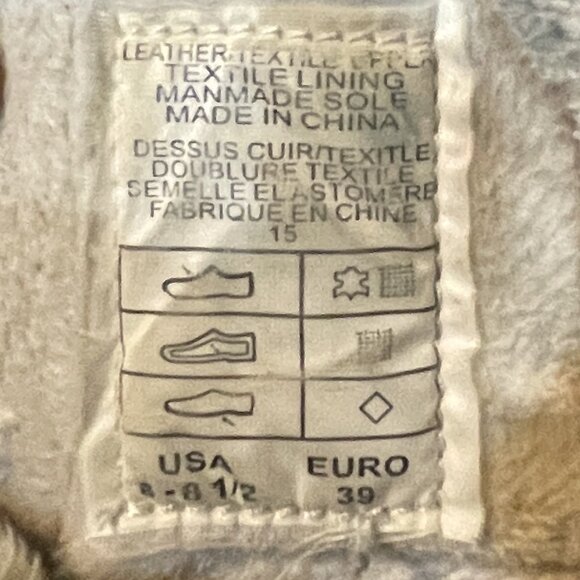 LEATHER/TEXTILE UPPER
TEXTILE LINING
MANMADE SOLE
MADE IN CHINA
DESSUS CUIR/TEXITLE
DOUBLURE TEXTILE
SEMELLE ELASTOMERE
FABRIQUE EN CHINE
15
USA EURO
8-8 1/2 39